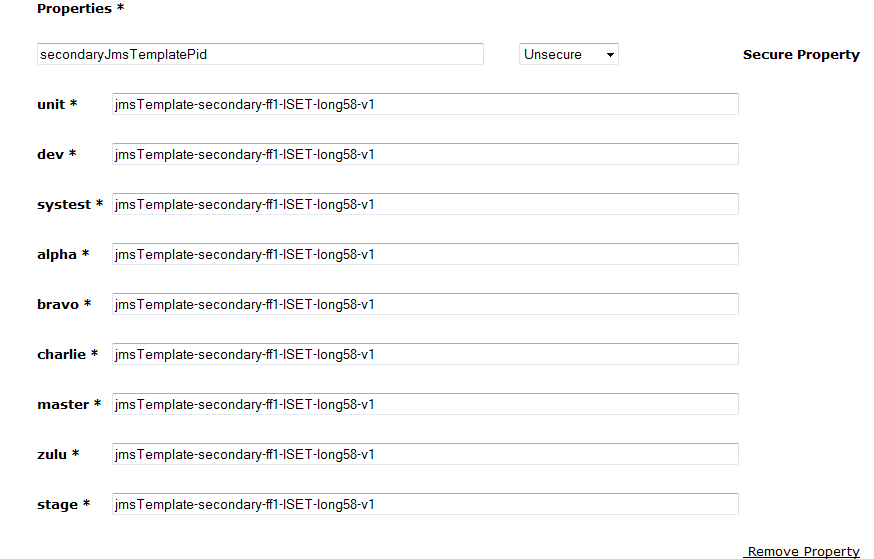 Properties *
secondaryJmsTemplatePid Unsecure Secure Property
unit * jmsTemplate-secondary-ff1-ISET-long58-v1
dev * jmsTemplate-secondary-ff1-ISET-long58-v1
systest * jmsTemplate-secondary-ff1-ISET-long58-v1
alpha * jmsTemplate-secondary-ff1-ISET-long58-v1
bravo * jmsTemplate-secondary-ff1-ISET-long58-v1
charlie * jmsTemplate-secondary-ff1-ISET-long58-v1
master * jmsTemplate-secondary-ff1-ISET-long58-v1
zulu * jmsTemplate-secondary-ff1-ISET-long58-v1
stage * jmsTemplate-secondary-ff1-ISET-long58-v1
Remove Property